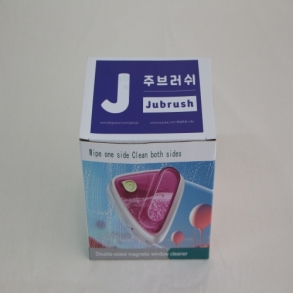 J
주브러쉬
Jubrush
Wipe one side Clean both sides
Double-sided magnetic window cleaner